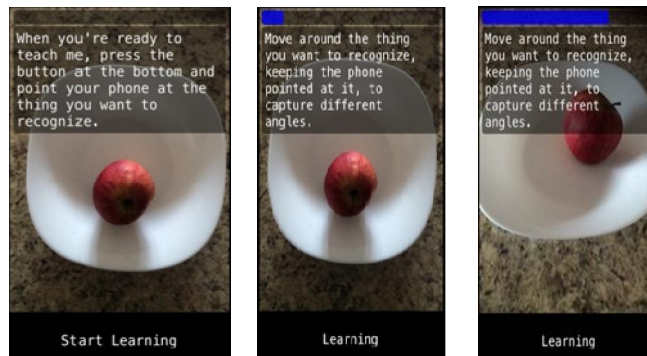 When you're ready to
teach me, press the
button at the bottom and
point your phone at the
thing you want to
recognize.
Start Learning
Move around the thing
you want to recognize,
keeping the phone
pointed at it, to
capture different
angles.
Learning
Move around the thing
you want to recognize,
keeping the phone
pointed at it, to
capture different
angles.
Learning